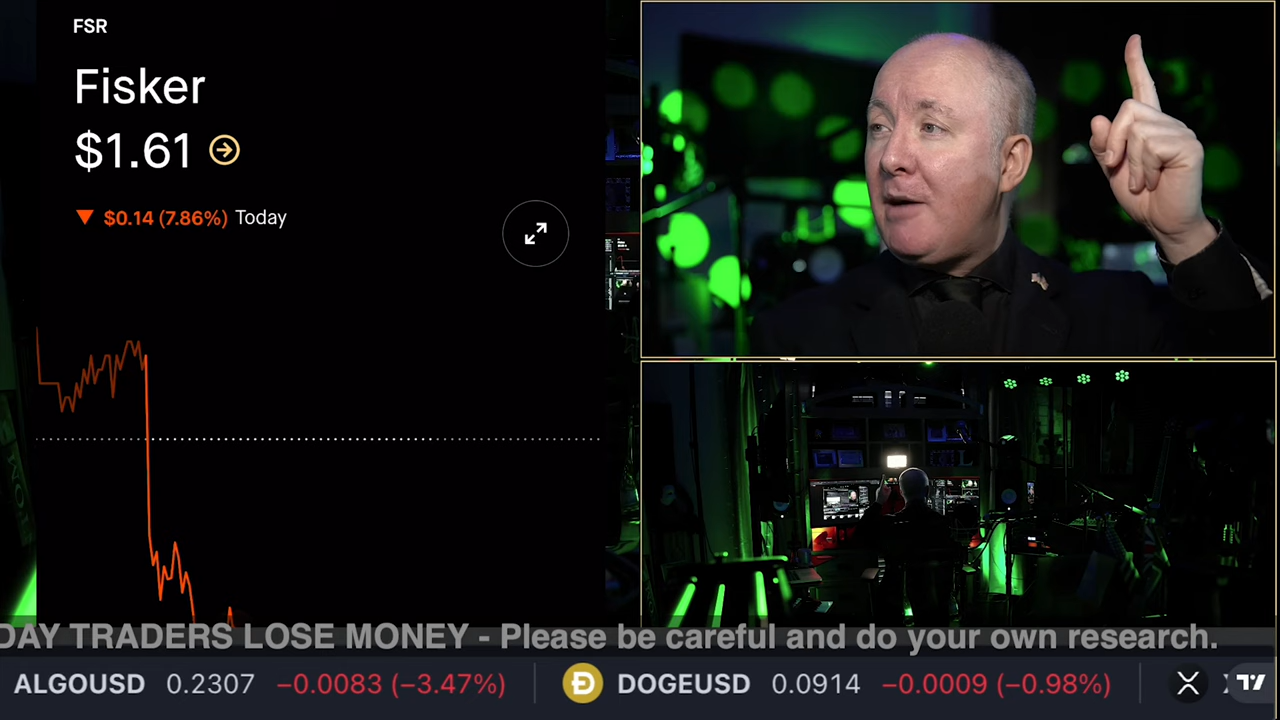 FSR
Fisker
$1.61
$0.14 (7.86%) Today
DAY TRADERS LOSE MONEY - Please be careful and do your own research.
ALGOUSD 0.2307 −0.0083 (−3.47%) DOGEUSD 0.0914 −0.0009 (−0.98%)